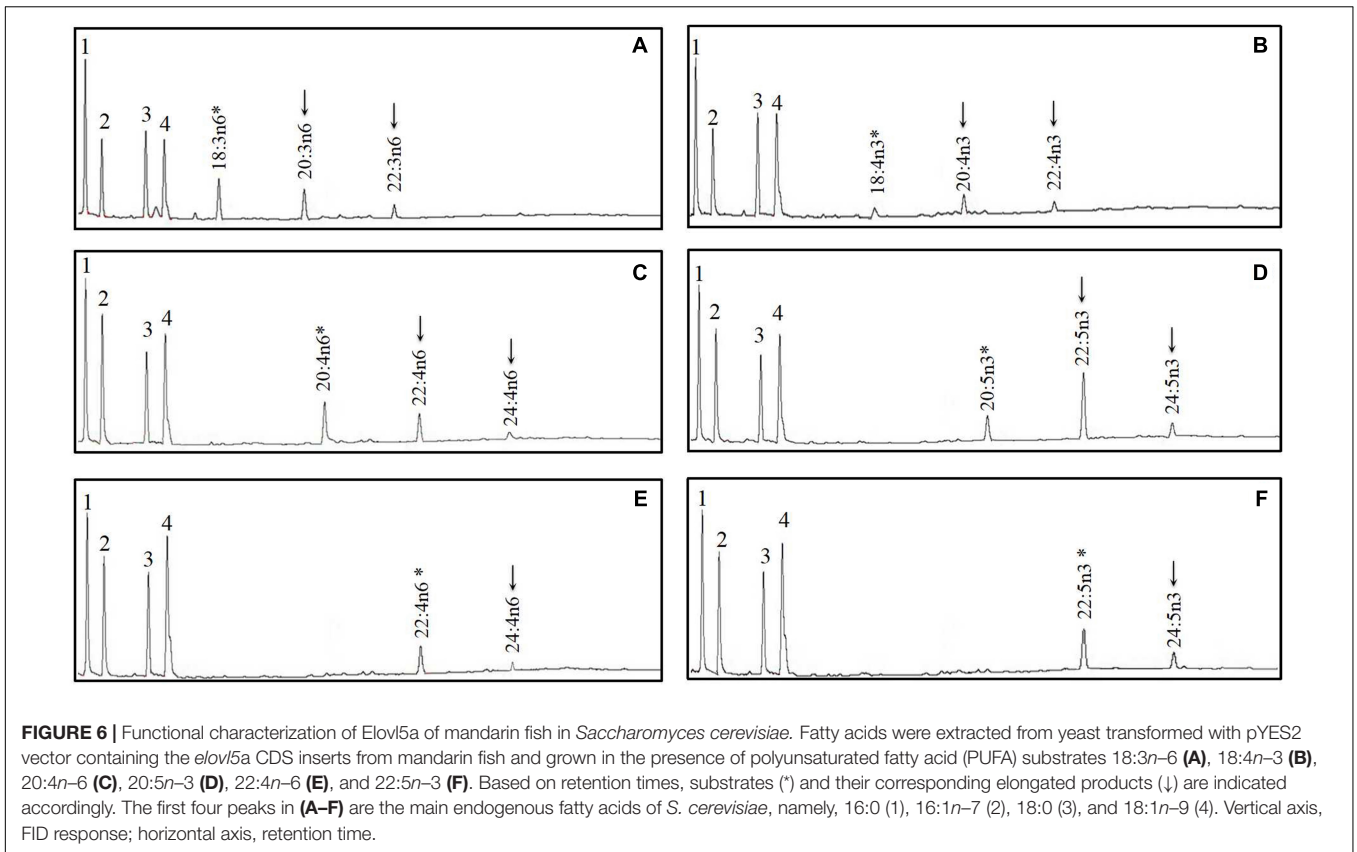 A
1
2
3
4
18:3n6*
↓
20:3n6
↓
22:3n6
B
1
2
3
4
18:4n3*
↓
20:4n3
↓
22:4n3
C
1
2
3
4
20:4n6*
↓
22:4n6
↓
24:4n6
D
1
2
3
4
20:5n3*
↓
22:5n3
↓
24:5n3
E
1
2
3
4
22:4n6 *
↓
24:4n6
F
1
2
3
4
22:5n3 *
↓
24:5n3
FIGURE 6 | Functional characterization of Elovl5a of mandarin fish in Saccharomyces cerevisiae. Fatty acids were extracted from yeast transformed with pYES2
vector containing the elovl5a CDS inserts from mandarin fish and grown in the presence of polyunsaturated fatty acid (PUFA) substrates 18:3n–6 (A), 18:4n–3 (B),
20:4n–6 (C), 20:5n–3 (D), 22:4n–6 (E), and 22:5n–3 (F). Based on retention times, substrates (*) and their corresponding elongated products (↓) are indicated
accordingly. The first four peaks in (A–F) are the main endogenous fatty acids of S. cerevisiae, namely, 16:0 (1), 16:1n–7 (2), 18:0 (3), and 18:1n–9 (4). Vertical axis,
FID response; horizontal axis, retention time.